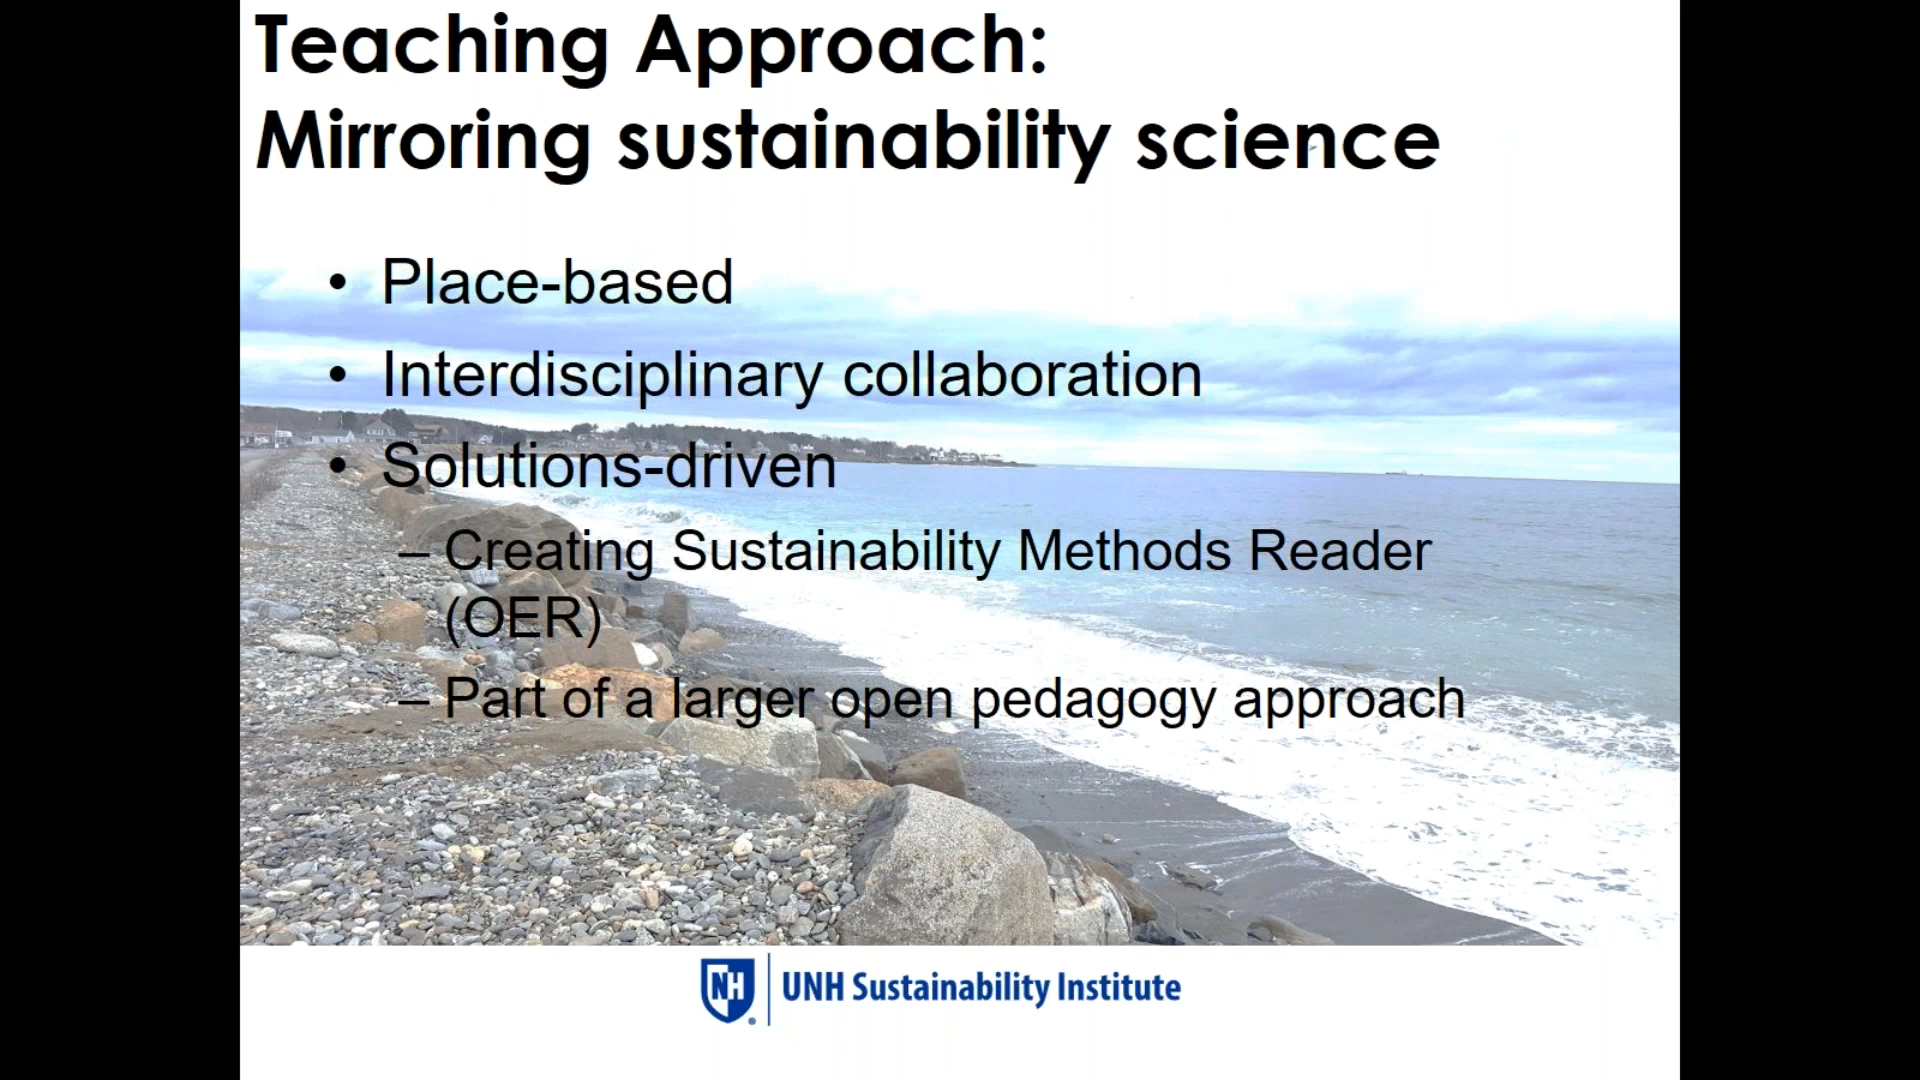 Teaching Approach:
Mirroring sustainability science
• Place-based
• Interdisciplinary collaboration
• Solutions-driven
– Creating Sustainability Methods Reader
(OER)
– Part of a larger open pedagogy approach
NH
UNH Sustainability Institute